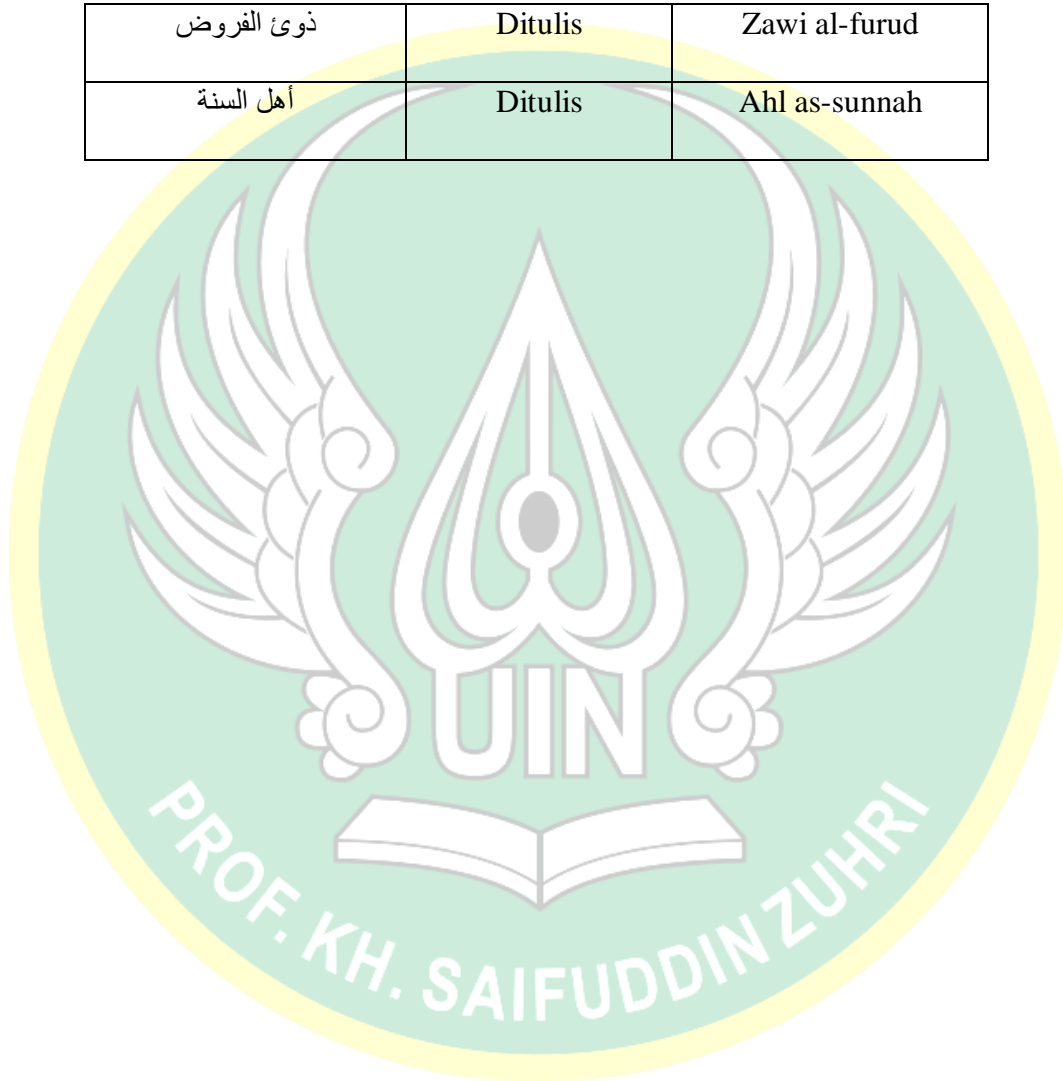 ذوئ الفروض Ditulis Zawi al-furud
أهل السنة Ditulis Ahl as-sunnah
UIN
PROF. KH. SAIFUDDIN ZUHRI